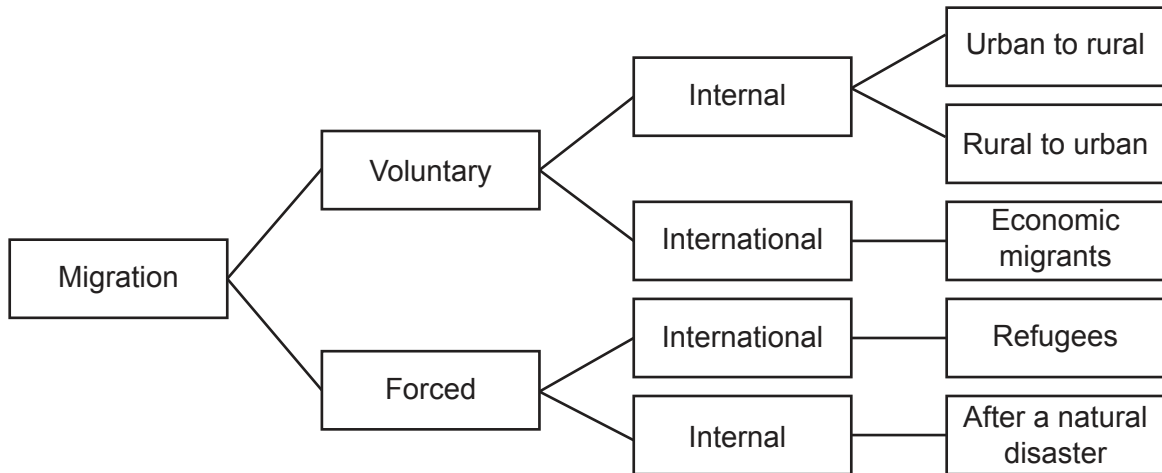 Migration
Voluntary
Forced
Internal
International
International
Internal
Urban to rural
Rural to urban
Economic
migrants
Refugees
After a natural
disaster